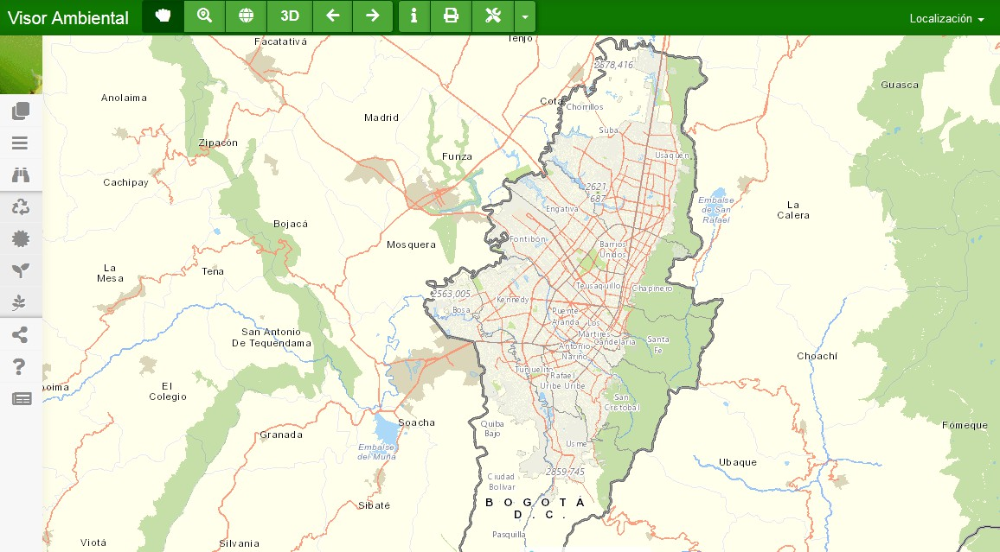 Visor Ambiental
3D
Localización
Facatativá
Tenjo
2578,416
Guasca
Anolaima
Cota
Chorrillos
Madrid
Suba
Zipacón
Funza
Usaquén
Cachipay
2621,
687
La
Calera
Embalse
de San
Rafael
Engativa
Bojacá
Fontibón
Mosquera
Barrios
Unidos
La
Mesa
Tena
Teusaquillo
Chapinero
2563,005
Kennedy
Bosa
Puente
Aranda
Los
Mártires
San Antonio
De Tequendama
Candelaria
Santa
Fe
Antonio
Nariño
Choachí
Tunjuelito
Rafael
Uribe Uribe
oima
El
Colegio
San
Cristobal
Soacha
Quiba
Bajo
Fómeque
Granada
Embalse
del Muña
Usme
Ubaque
2859,745
Ciudad
Bolívar
BOGOTÁ
D.C.
Sibaté
Pasquilla
Viotá
Silvania